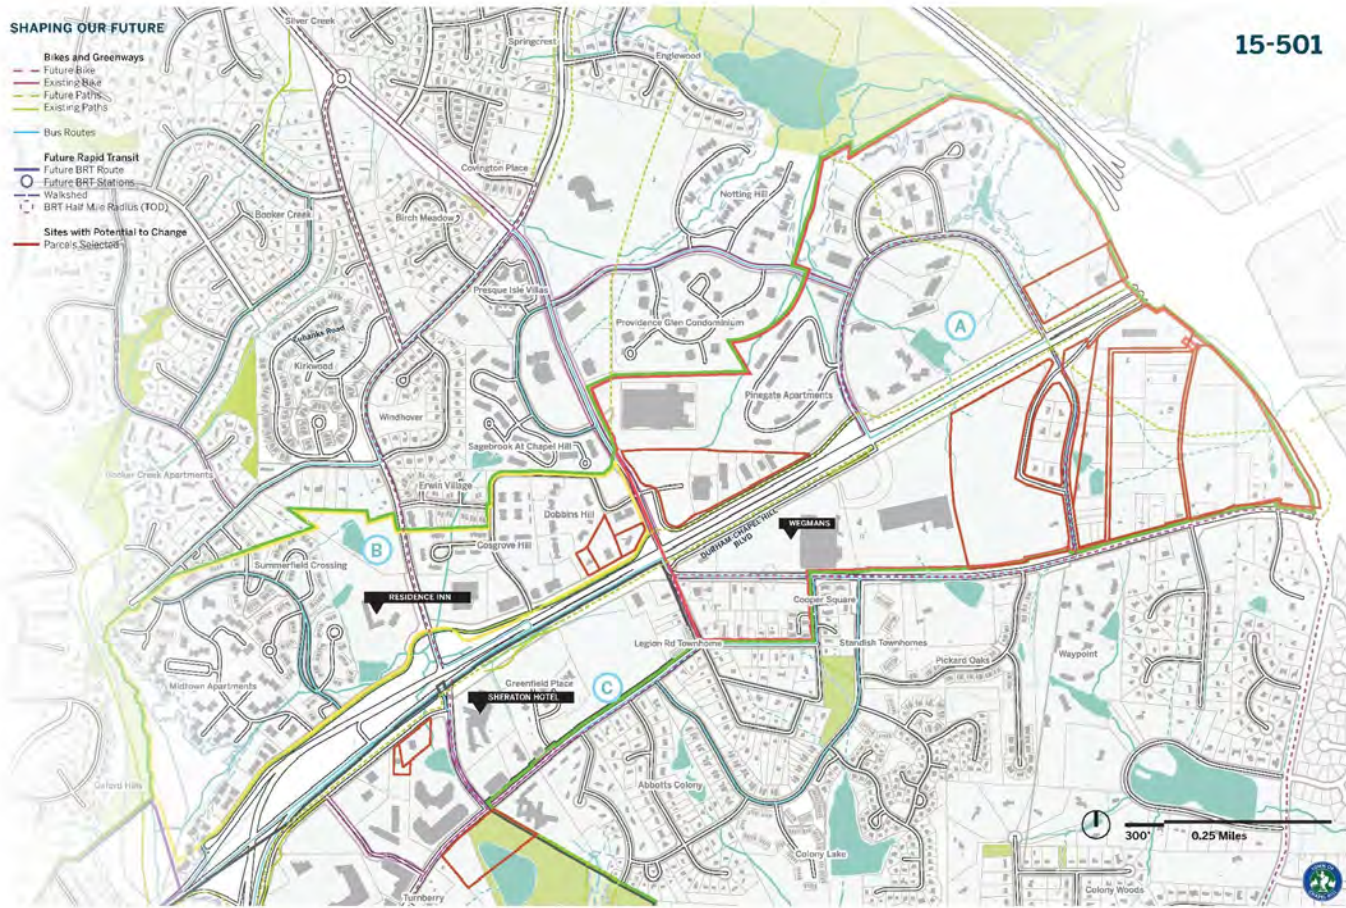 SHAPING OUR FUTURE
15-501
Bikes and Greenways
Future Bike
Existing Bike
Future Paths
Existing Paths
Bus Routes
Future Rapid Transit
Future BRT Route
Future BRT Stations
Walkshed
BRT Half Mile Radius (TOD)
Sites with Potential to Change
Parcels Selected
Silver Creek
Springcrest
Englewood
Covington Place
Notting Hill
Booker Creek
Birch Meadow
Presque Isle Villas
Providence Glen Condominium
A
Eubanks Road
Kirkwood
Pinegate Apartments
Windhover
Sagebrook At Chapel Hill
Booker Creek Apartments
Erwin Village
Dobbins Hill
WEGMANS
DURHAM-CHAPEL HILL
BLVD
B
Cosgrove Hill
Summerfield Crossing
RESIDENCE INN
Cooper Square
Legion Rd Townhome
Standish Townhomes
Pickard Oaks
Waypoint
Midtown Apartments
Greenfield Place
C
SHERATON HOTEL
Oxford Hills
Abbotts Colony
300'
0.25 Miles
Colony Lake
Turnberry
Colony Woods